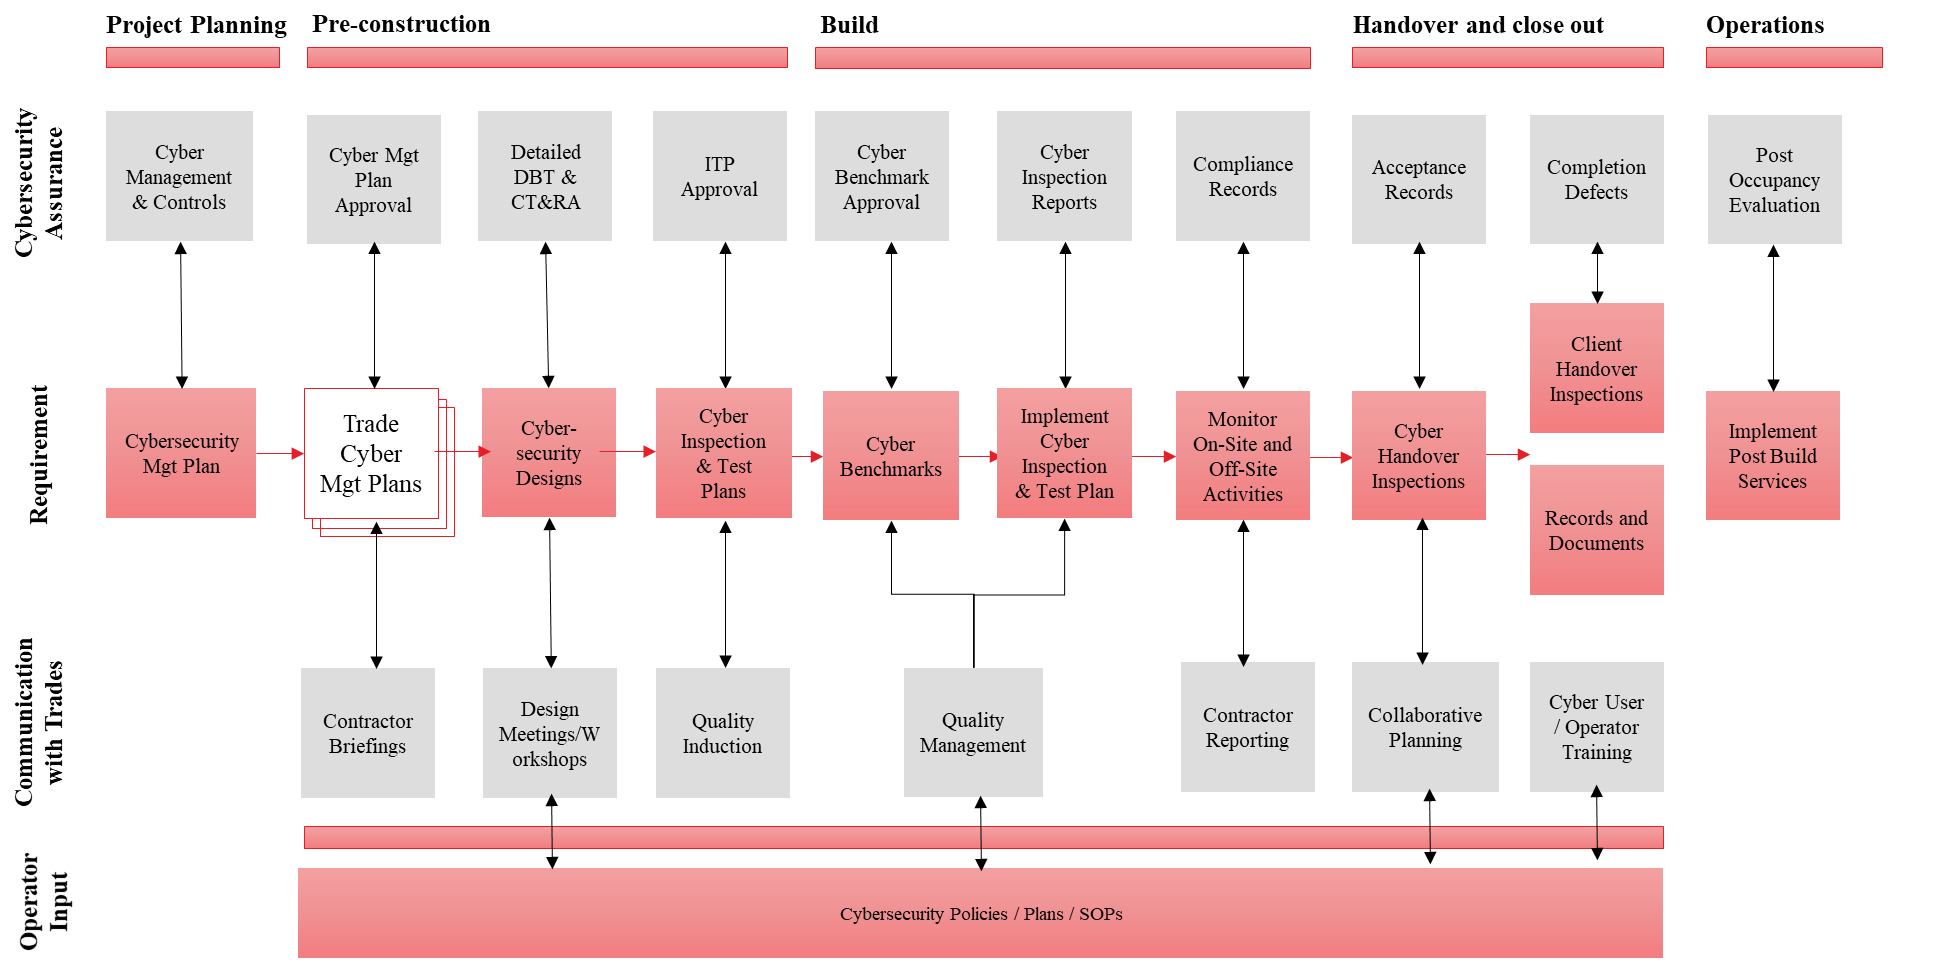 Project Planning
Pre-construction
Build
Handover and close out
Operations
Cybersecurity
Assurance
Cyber
Management
& Controls
Cyber Mgt
Plan
Approval
Detailed
DBT &
CT&RA
ITP
Approval
Cyber
Benchmark
Approval
Cyber
Inspection
Reports
Compliance
Records
Acceptance
Records
Completion
Defects
Post
Occupancy
Evaluation
Requirement
Cybersecurity
Mgt Plan
Trade
Cyber
Mgt Plans
Cyber-
security
Designs
Cyber
Inspection
& Test
Plans
Cyber
Benchmarks
Implement
Cyber
Inspection
& Test Plan
Monitor
On-Site and
Off-Site
Activities
Cyber
Handover
Inspections
Client
Handover
Inspections
Records and
Documents
Implement
Post Build
Services
Communication
with Trades
Contractor
Briefings
Design
Meetings/W
orkshops
Quality
Induction
Quality
Management
Contractor
Reporting
Collaborative
Planning
Cyber User
/ Operator
Training
Operator
Input
Cybersecurity Policies / Plans / SOPs